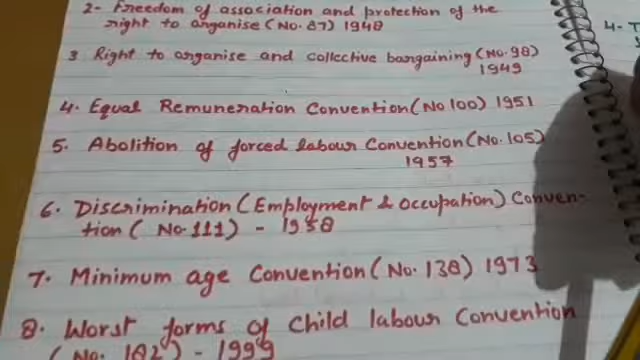 2- Freedom of association and protection of the
right to organise (No. 87) 1948
3 Right to organise and collective bargaining (No. 98)
1949
4. Equal Remuneration Convention (No 100) 1951
5. Abolition of forced labour Convention (No. 105)
1957
6. Discrimination (Employment & Occupation) Conven-
tion ( No. 111) - 1958
7. Minimum age Convention (No. 138) 1973
8. Worst forms of child labour Convention
( No. 182) - 1999
4. T